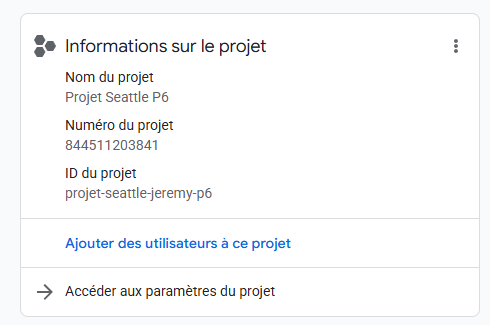 Informations sur le projet
Nom du projet
Projet Seattle P6
Numéro du projet
844511203841
ID du projet
projet-seattle-jeremy-p6
Ajouter des utilisateurs à ce projet
Accéder aux paramètres du projet